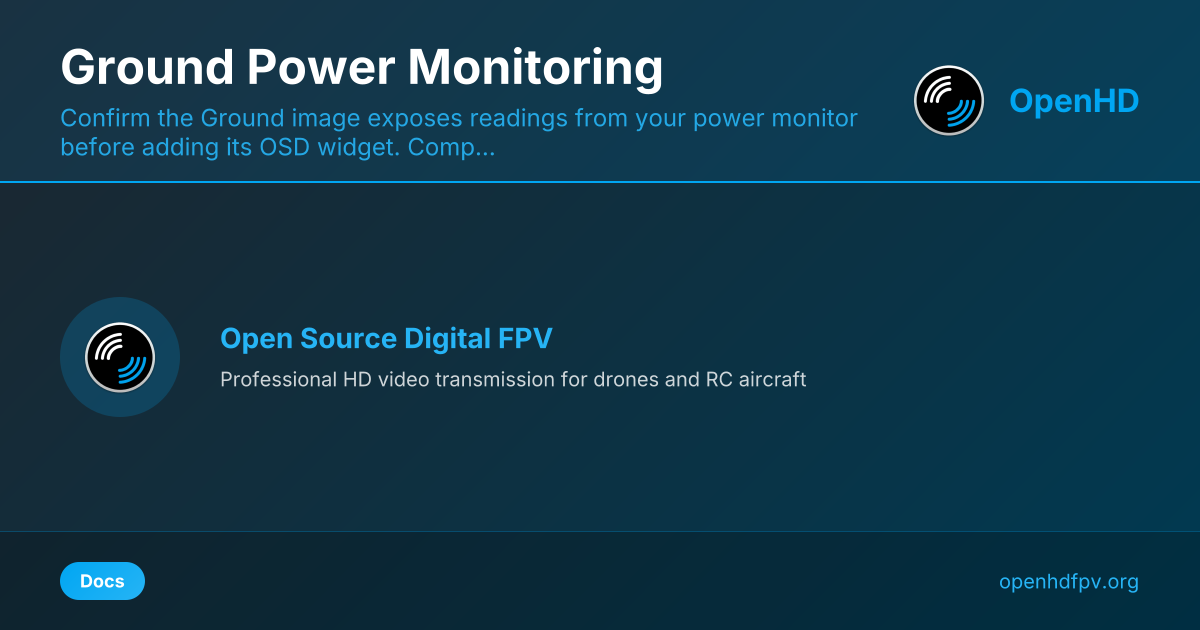 Ground Power Monitoring
Confirm the Ground image exposes readings from your power monitor
before adding its OSD widget. Comp...
OpenHD
Open Source Digital FPV
Professional HD video transmission for drones and RC aircraft
Docs
openhdfpv.org